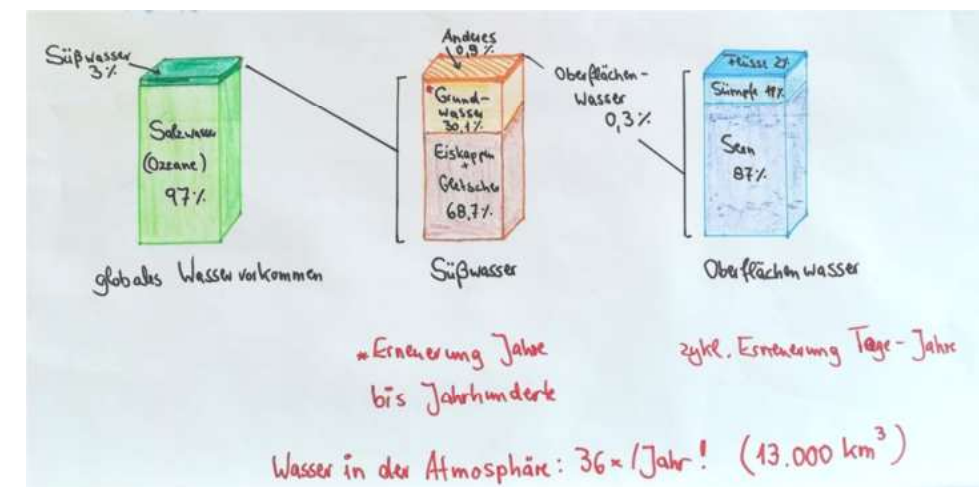 Süßwasser
3%
Salzwasser
(Ozeane)
97%
globales Wasservorkommen
Anderes
0,9%
*Grund-
wasser
30,1%
Eiskappen
+
Gletscher
68,7%
Süßwasser
Oberflächen-
Wasser
0,3%
Flüsse 2%
Sümpfe 11%
Seen
87%
Oberflächenwasser
*Erneuerung Jahre
bis Jahrhunderte
zykl. Erneuerung Tage - Jahre
Wasser in der Atmosphäre: 36x/Jahr! (13.000 km³)